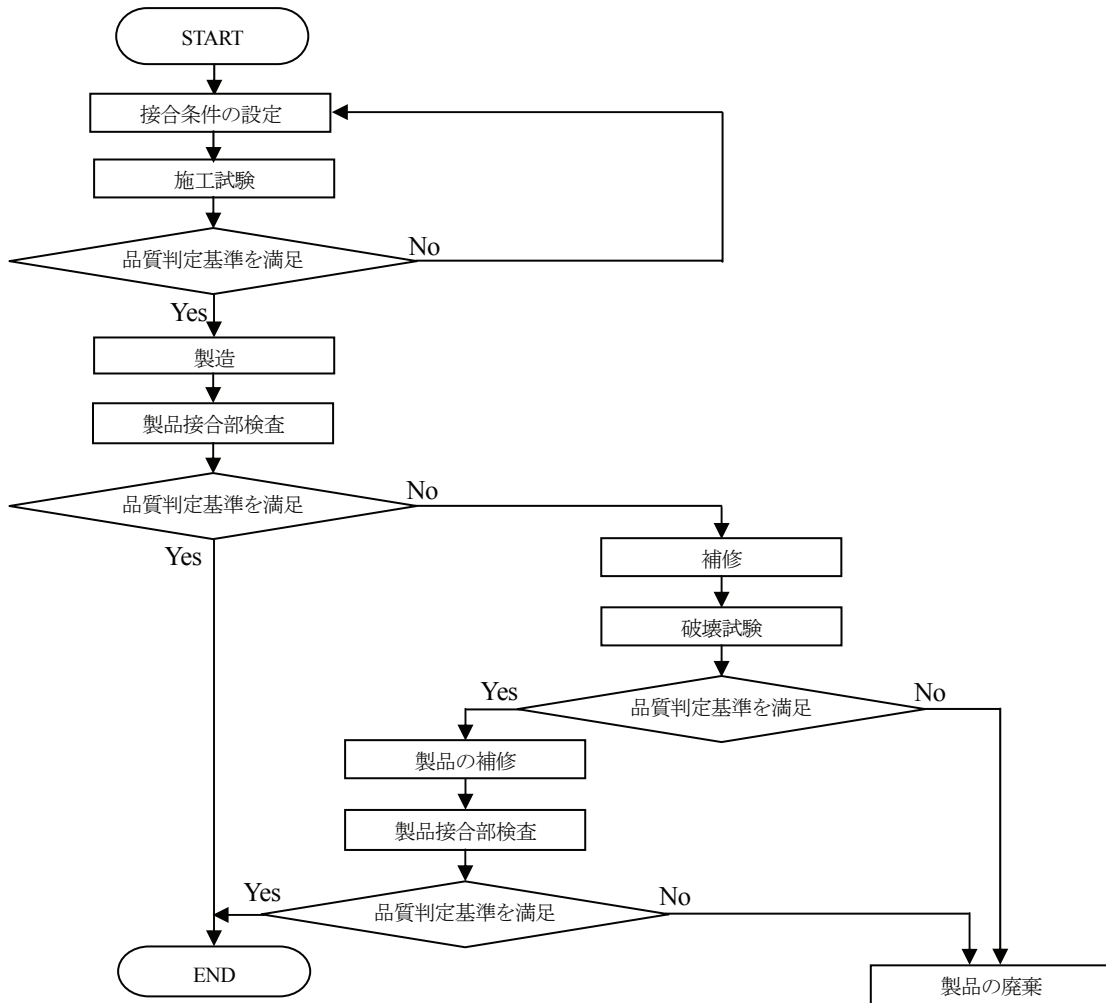 START
接合条件の設定
施工試験
品質判定基準を満足
No
Yes
製造
製品接合部検査
品質判定基準を満足
No
Yes
補修
破壊試験
品質判定基準を満足
Yes
No
製品の補修
製品接合部検査
品質判定基準を満足
Yes
No
END
製品の廃棄